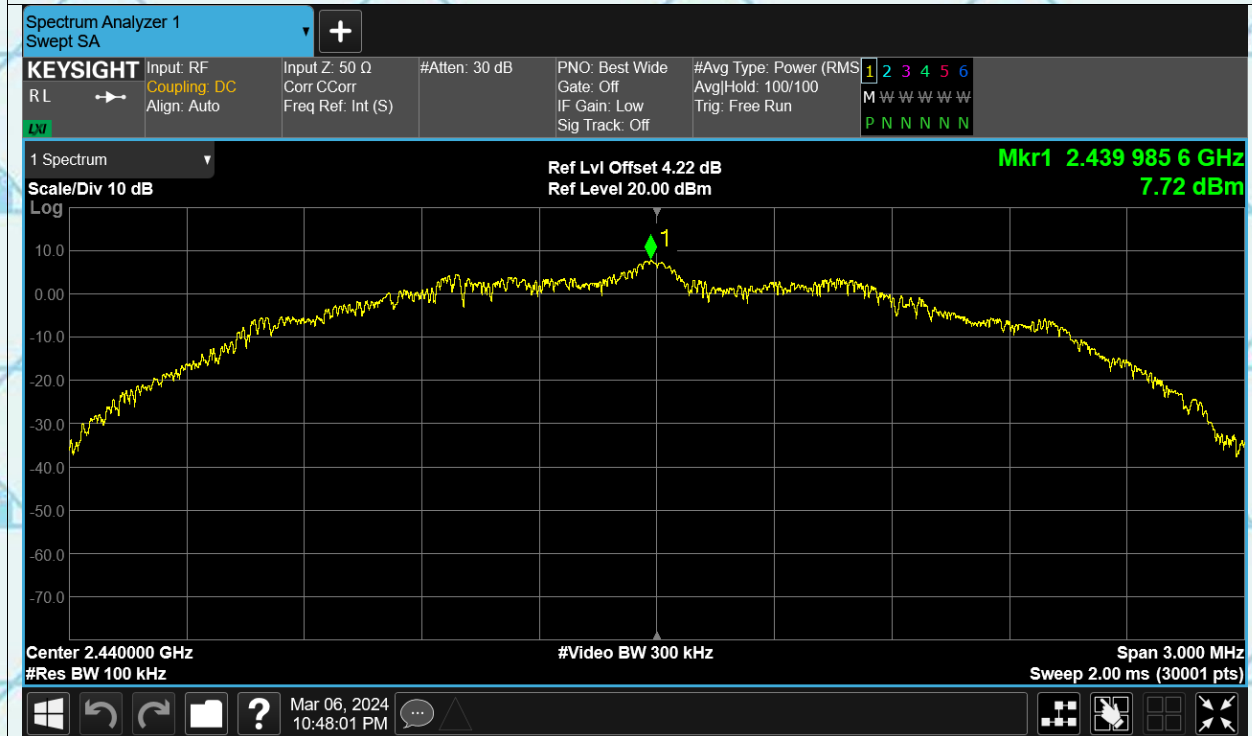 Spectrum Analyzer 1
Swept SA
+
KEYSIGHT
RL
LXI
Input: RF
Coupling: DC
Align: Auto
Input Z: 50 Ω
Corr CCorr
Freq Ref: Int (S)
#Atten: 30 dB
PNO: Best Wide
Gate: Off
IF Gain: Low
Sig Track: Off
#Avg Type: Power (RMS
Avg|Hold: 100/100
Trig: Free Run
1 2 3 4 5 6
M W W W W W
P N N N N N
1 Spectrum
Scale/Div 10 dB
Log
Ref Lvl Offset 4.22 dB
Ref Level 20.00 dBm
Mkr1 2.439 985 6 GHz
7.72 dBm
1
10.0
0.00
-10.0
-20.0
-30.0
-40.0
-50.0
-60.0
-70.0
Center 2.440000 GHz
#Res BW 100 kHz
#Video BW 300 kHz
Span 3.000 MHz
Sweep 2.00 ms (30001 pts)
?
Mar 06, 2024
10:48:01 PM